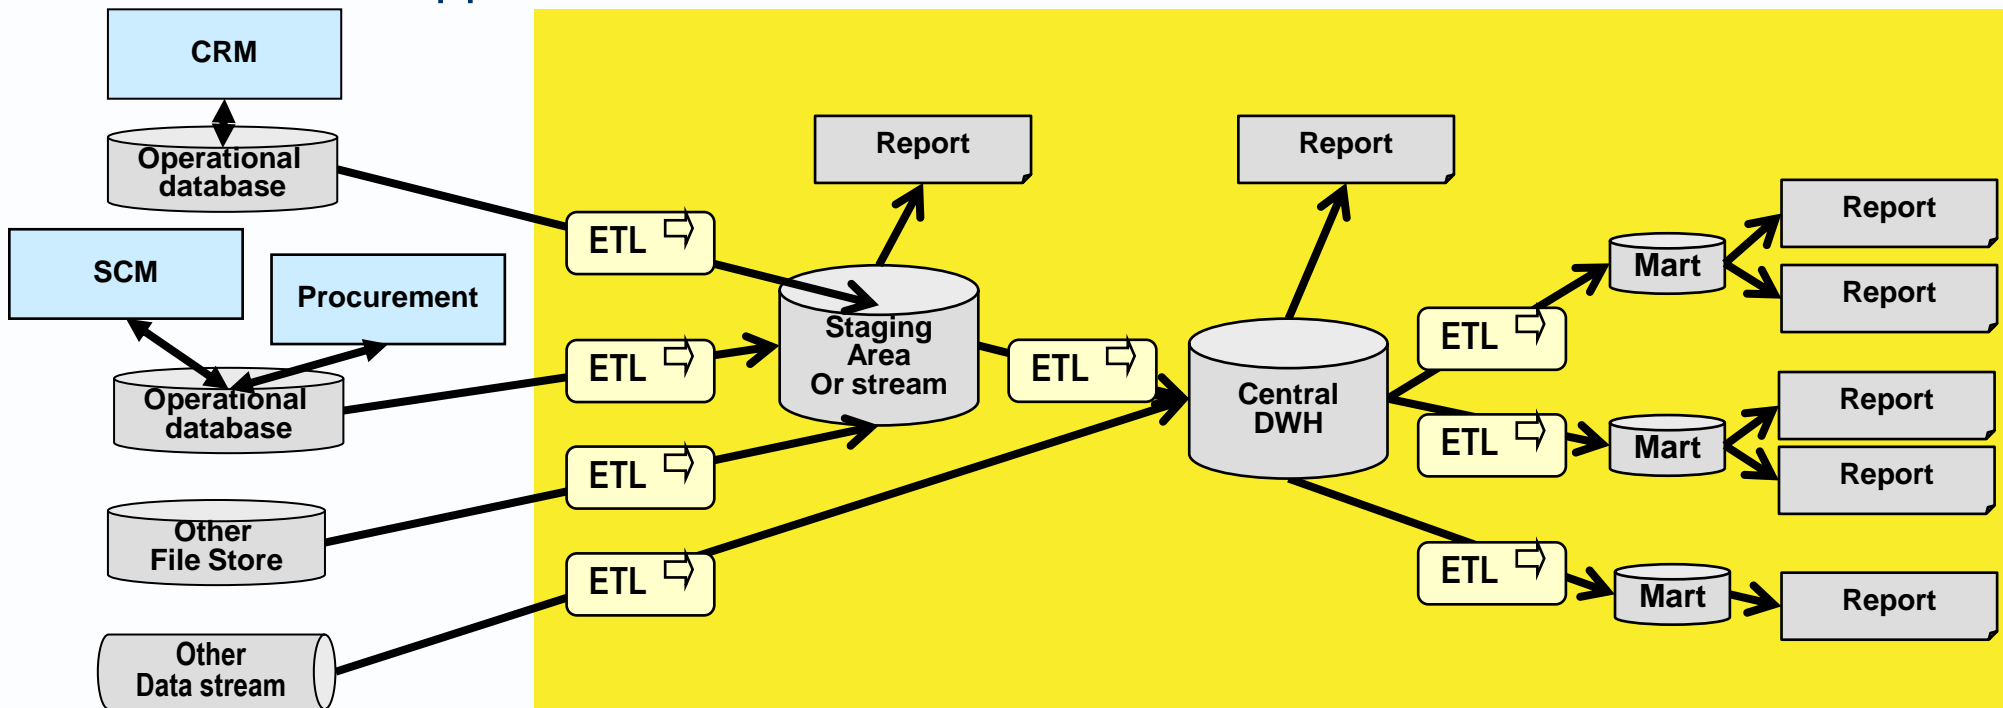 CRM
Operational
database
SCM
Procurement
Operational
database
Other
File Store
Other
Data stream
ETL
ETL
ETL
ETL
Report
Staging
Area
Or stream
ETL
Report
Central
DWH
ETL
ETL
ETL
Mart
Mart
Mart
Report
Report
Report
Report
Report